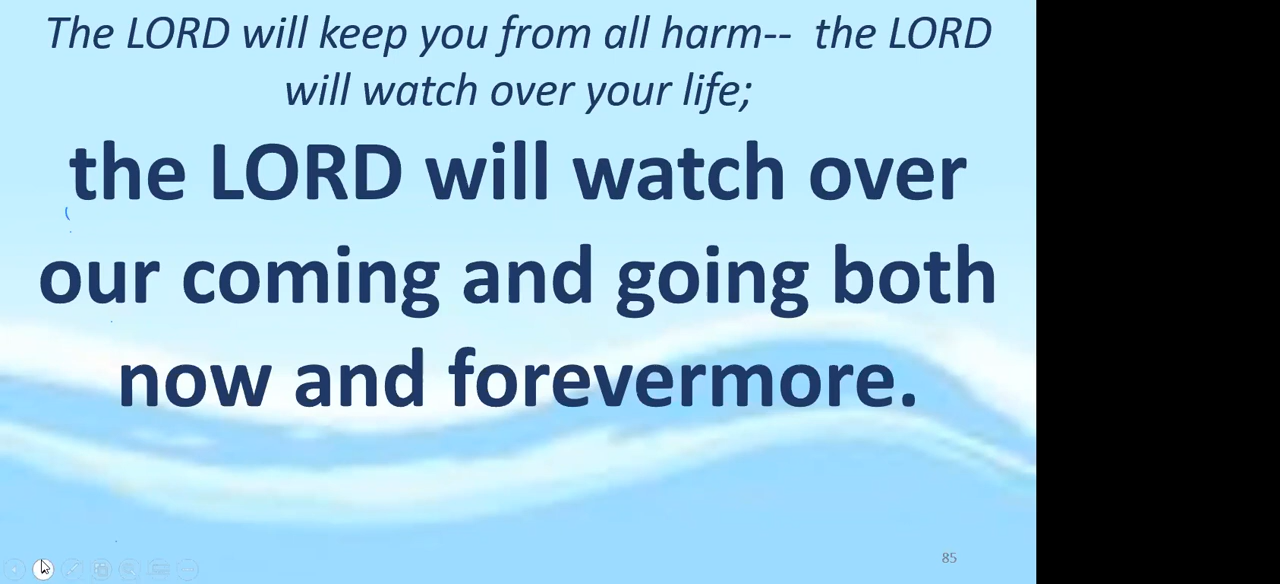 The LORD will keep you from all harm-- the LORD
will watch over your life;
the LORD will watch over
our coming and going both
now and forevermore.
85